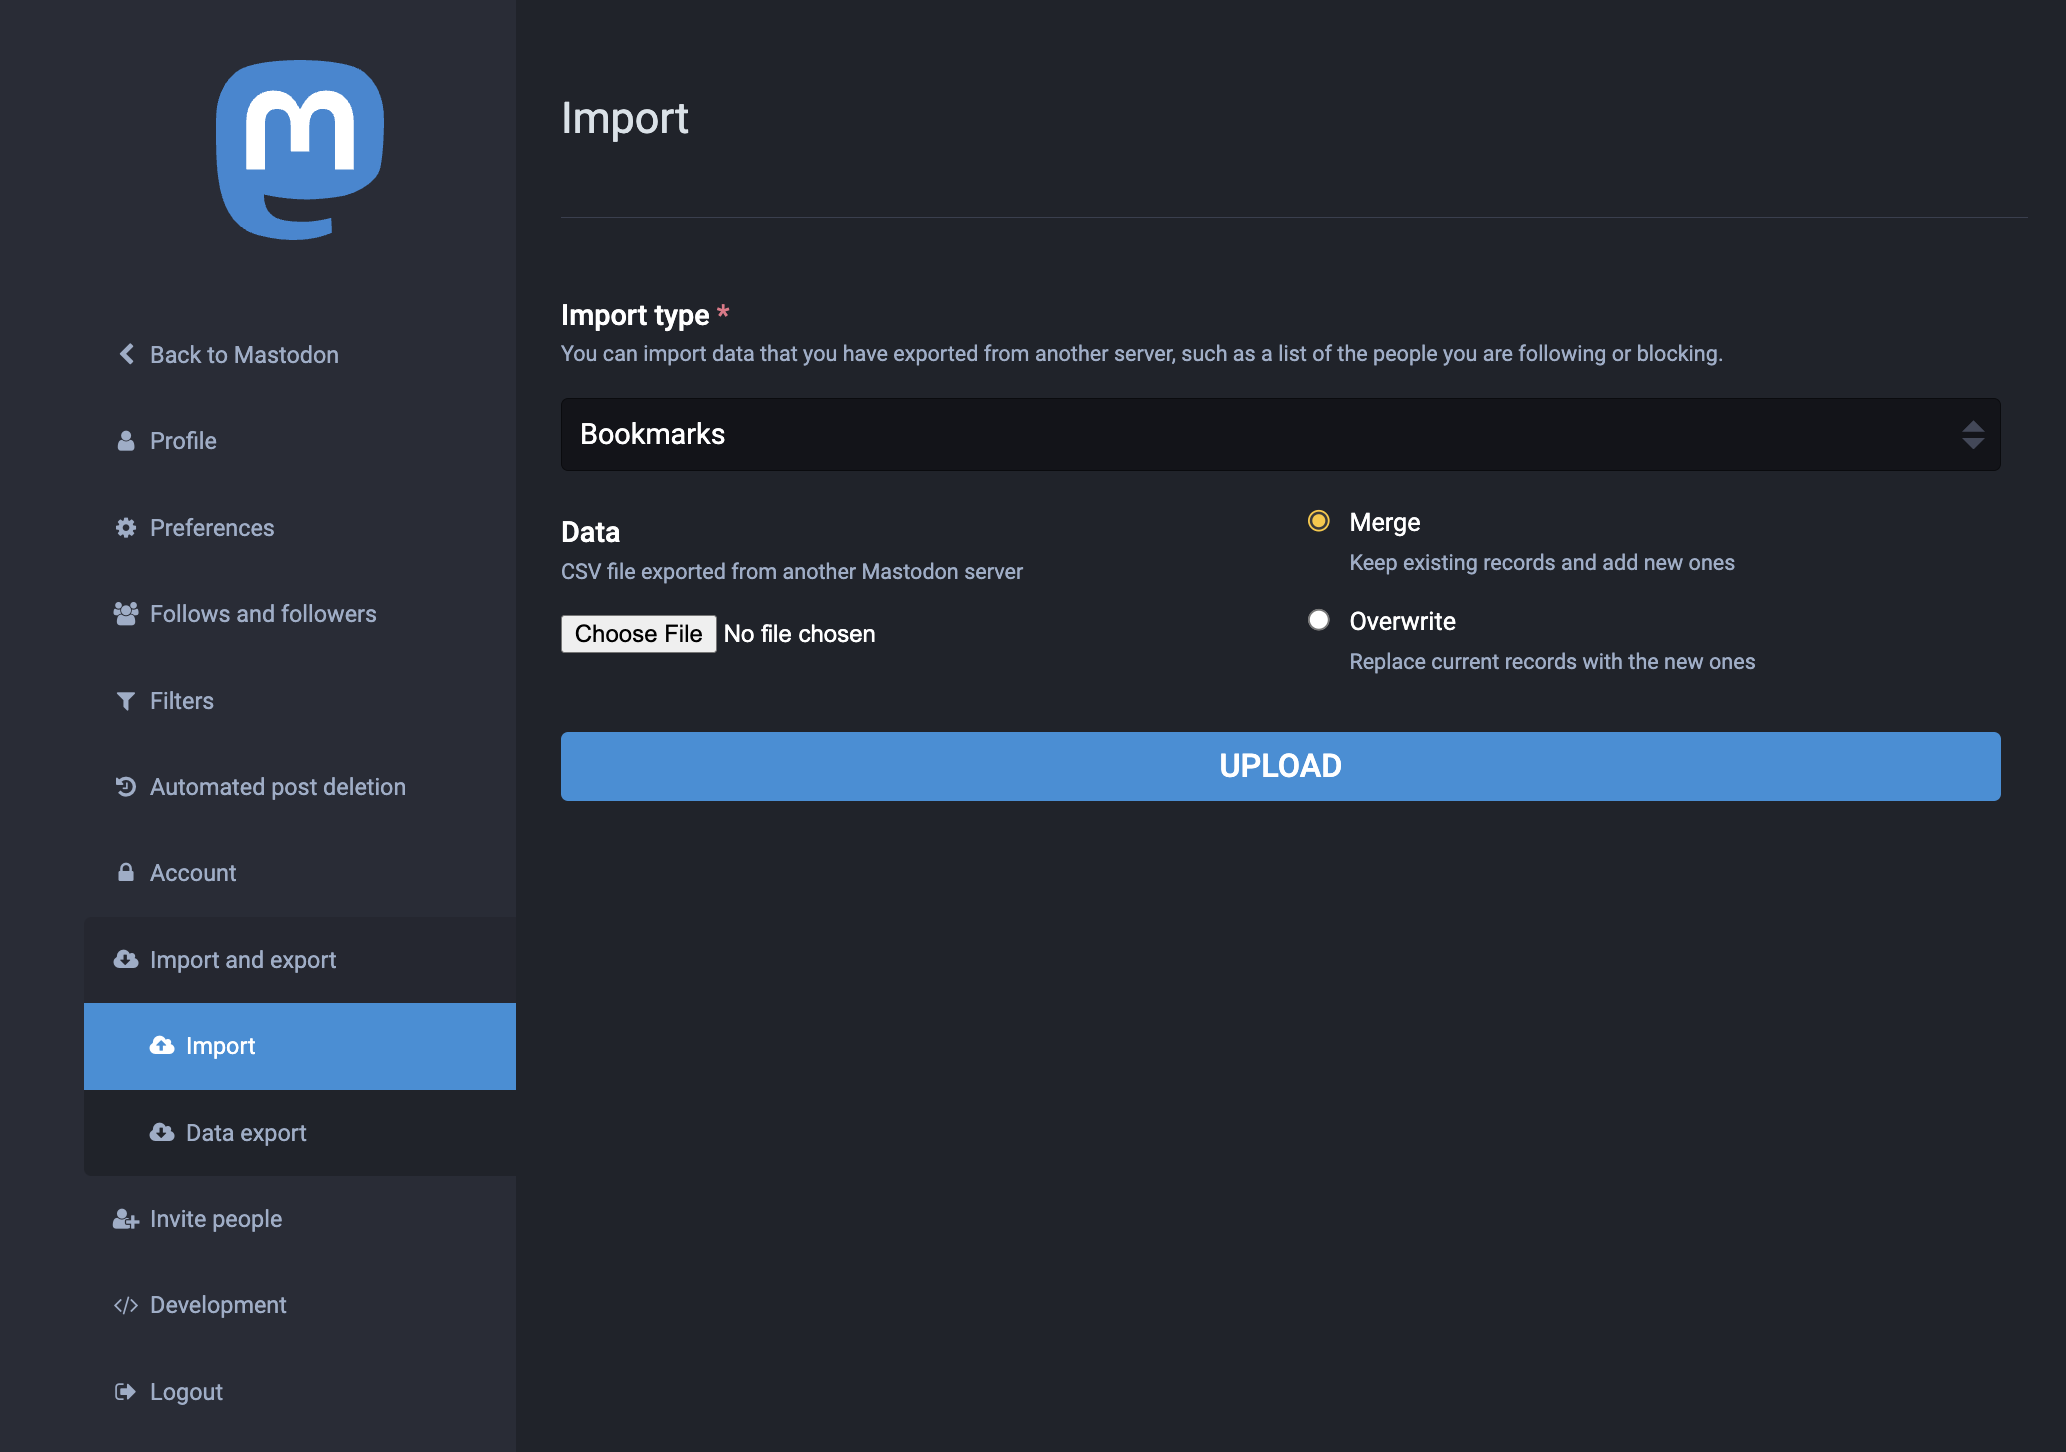 Back to Mastodon
Profile
Preferences
Follows and followers
Filters
Automated post deletion
Account
Import and export
Import
Data export
Invite people
Development
Logout
Import
Import type *
You can import data that you have exported from another server, such as a list of the people you are following or blocking.
Bookmarks
Data
CSV file exported from another Mastodon server
Choose File No file chosen
Merge
Keep existing records and add new ones
Overwrite
Replace current records with the new ones
UPLOAD